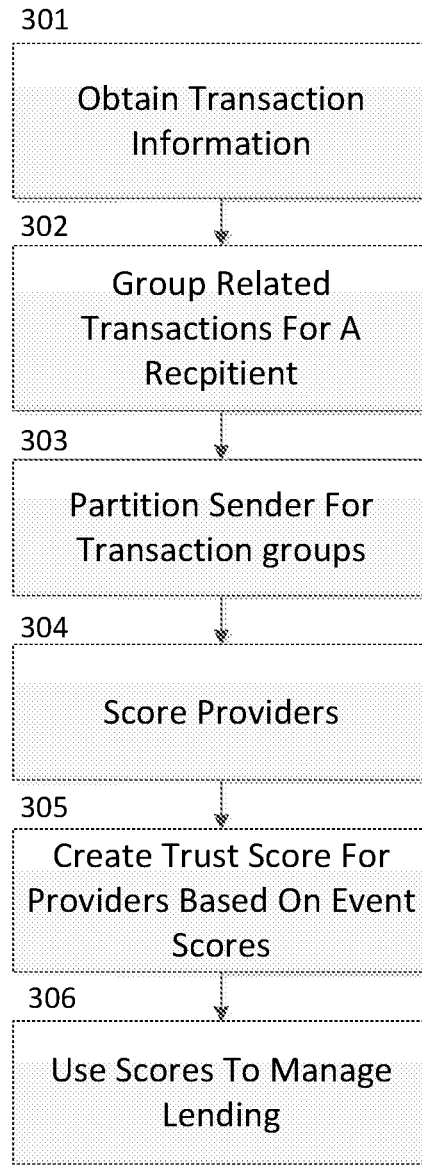 301
Obtain Transaction
Information
302
Group Related
Transactions For A
Recpitient
303
Partition Sender For
Transaction groups
304
Score Providers
305
Create Trust Score For
Providers Based On Event
Scores
306
Use Scores To Manage
Lending